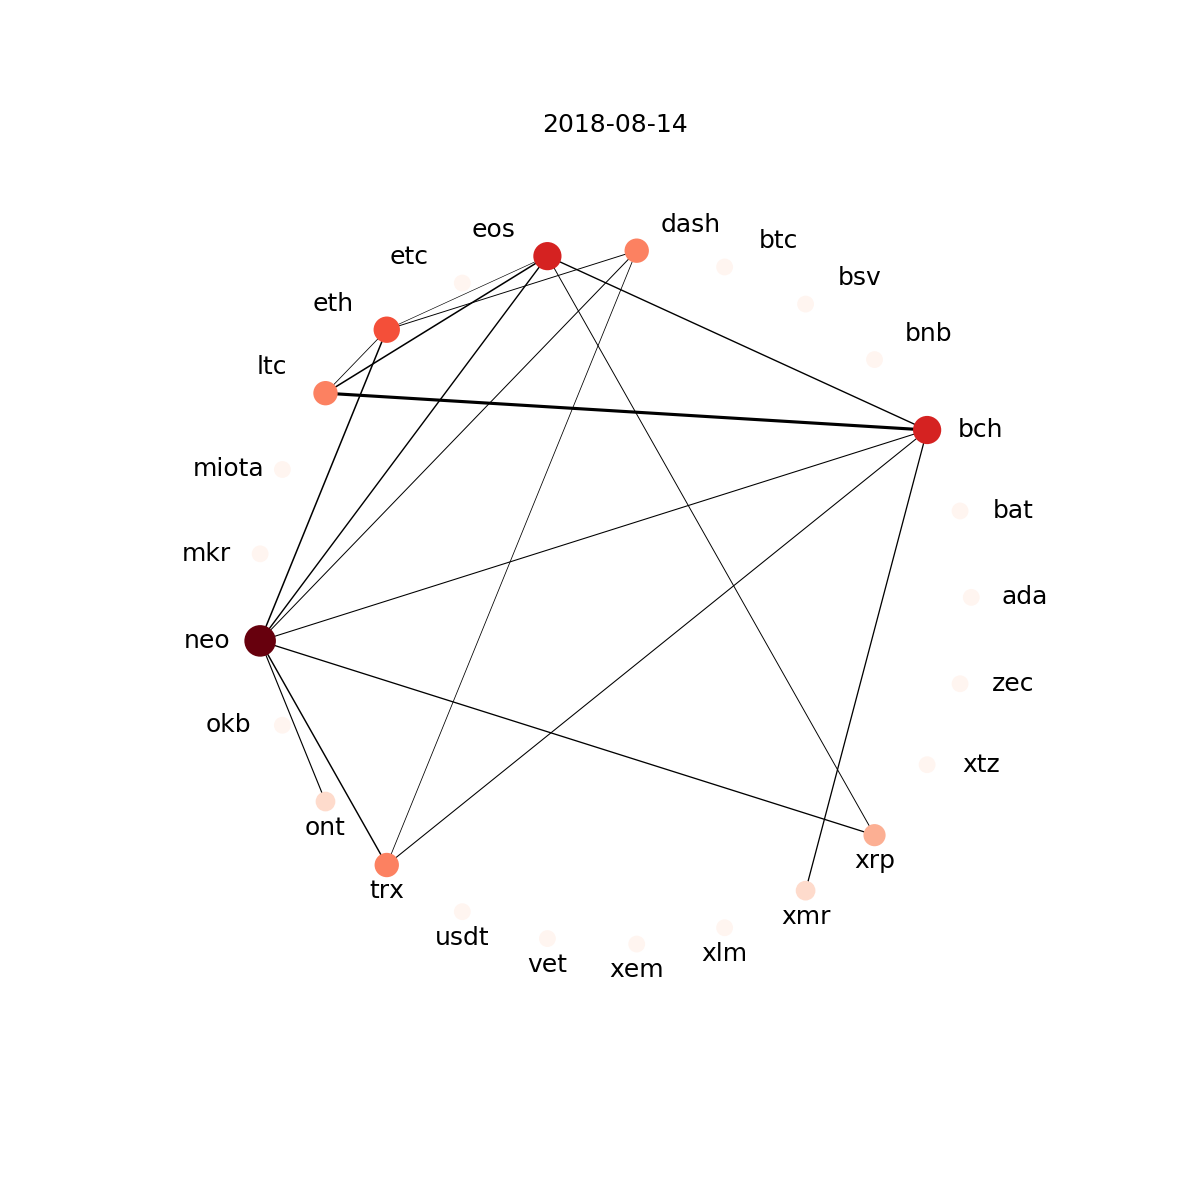 2018-08-14
dash
eos
btc
etc
bsv
eth
bnb
ltc
bch
miota
bat
mkr
ada
neo
zec
okb
xtz
ont
xrp
trx
xmr
usdt
xlm
vet
xem